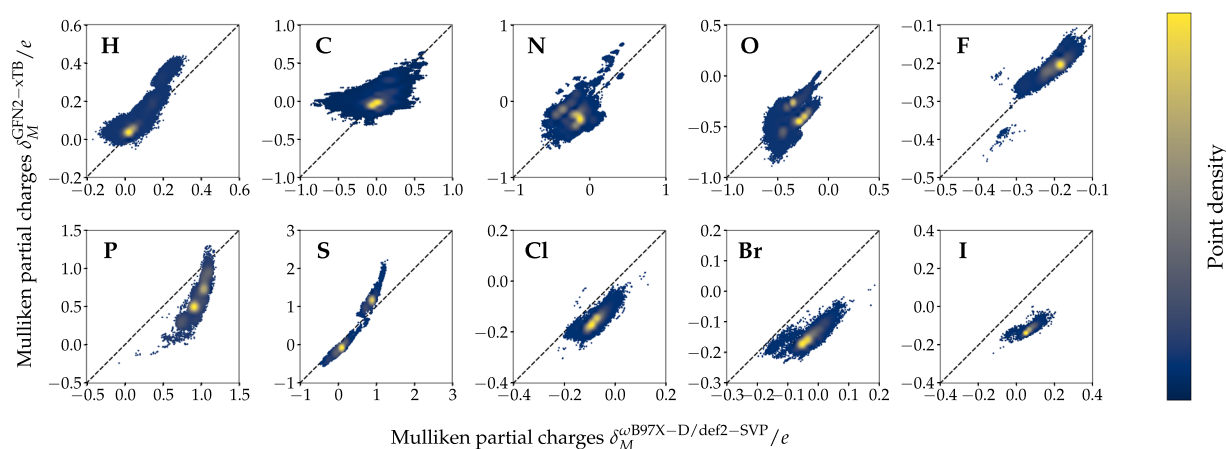 Mulliken partial charges δ_M^{GFN2−xTB}/e
H
0.6
0.4
0.2
0.0
−0.2
−0.2 0.0 0.2 0.4 0.6
C
1.0
0.5
0.0
−0.5
−1.0
−1.0 −0.5 0.0 0.5 1.0
N
1
0
−1
−1 0 1
O
0.5
0.0
−0.5
−1.0
−1.0 −0.5 0.0 0.5
F
−0.1
−0.2
−0.3
−0.4
−0.5
−0.5 −0.4 −0.3 −0.2 −0.1
P
1.5
1.0
0.5
0.0
−0.5
−0.5 0.0 0.5 1.0 1.5
S
3
2
1
0
−1
−1 0 1 2 3
Cl
0.2
0.0
−0.2
−0.4
−0.4 −0.2 0.0 0.2
Br
0.2
0.1
0.0
−0.1
−0.2
−0.3
−0.3 −0.2 −0.1 0.0 0.1 0.2
I
0.4
0.2
0.0
−0.2
−0.4
−0.4 −0.2 0.0 0.2 0.4
Mulliken partial charges δ_M^{ωB97X−D/def2−SVP}/e
Point density